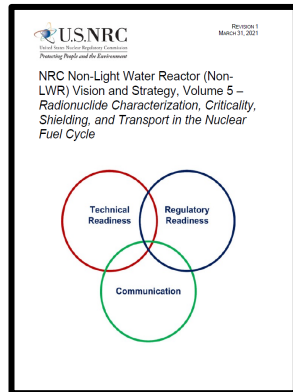 REVISION 1
MARCH 31, 2021
U.S.NRC
United States Nuclear Regulatory Commission
Protecting People and the Environment
NRC Non-Light Water Reactor (Non-
LWR) Vision and Strategy, Volume 5 –
Radionuclide Characterization, Criticality,
Shielding, and Transport in the Nuclear
Fuel Cycle
Technical
Readiness
Regulatory
Readiness
Communication